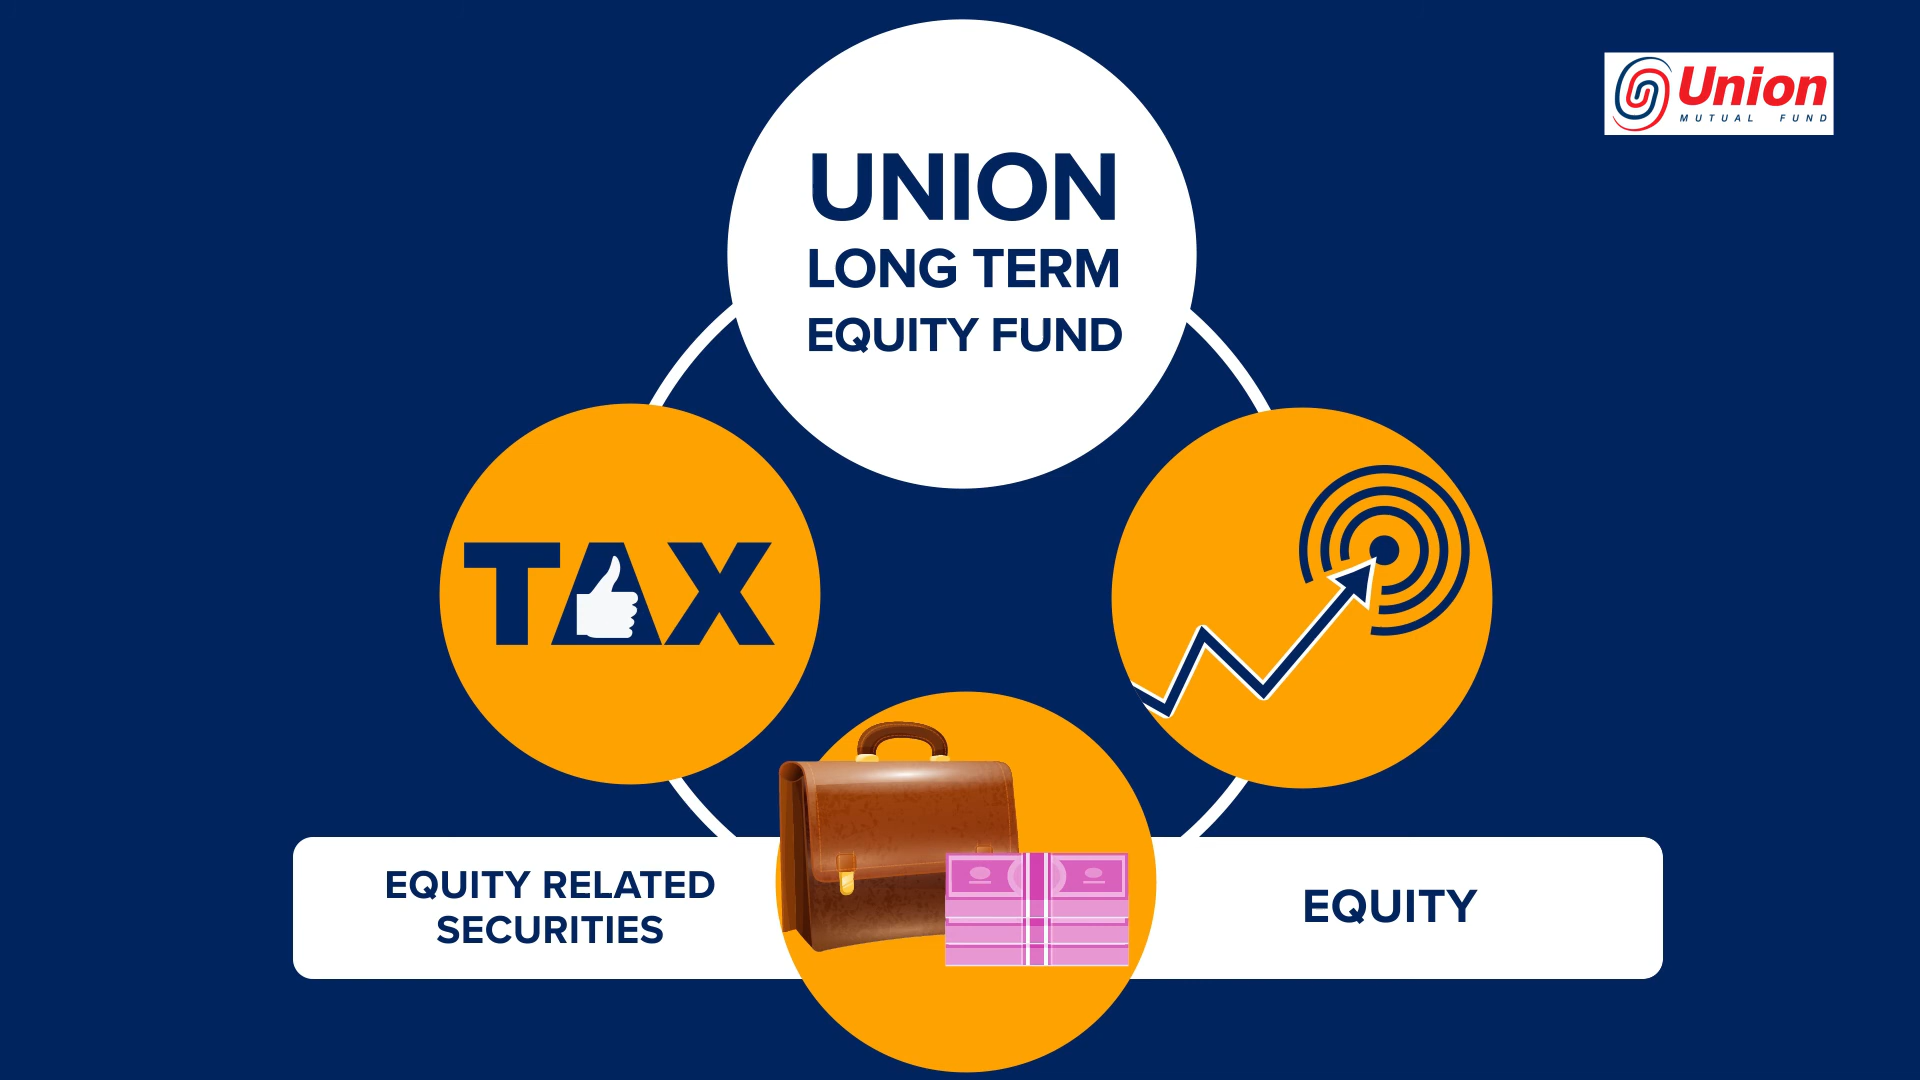 Union
MUTUAL FUND
UNION
LONG TERM
EQUITY FUND
TAX
EQUITY RELATED
SECURITIES
EQUITY